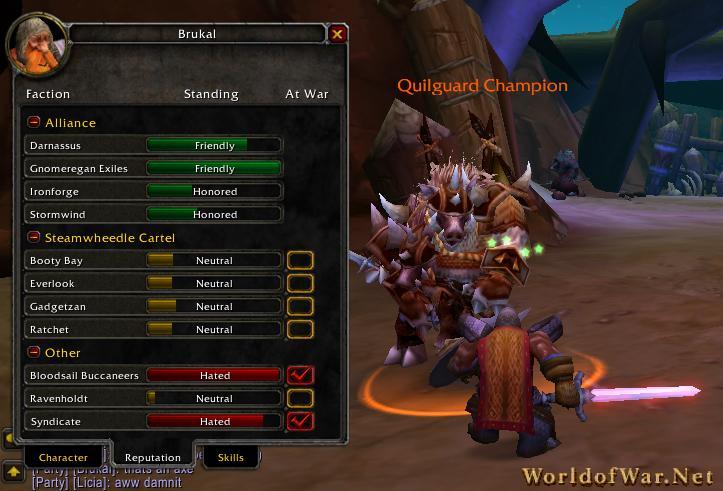 Brukal
Faction Standing At War
Alliance
Darnassus Friendly
Gnomeregan Exiles Friendly
Ironforge Honored
Stormwind Honored
Steamwheedle Cartel
Booty Bay Neutral
Everlook Neutral
Gadgetzan Neutral
Ratchet Neutral
Other
Bloodsail Buccaneers Hated
Ravenholdt Neutral
Syndicate Hated
Character Reputation Skills
[Party] [Brukal]: thats an axe
[Party] [Licia]: aww damnit
Quilguard Champion
WorldofWar.Net